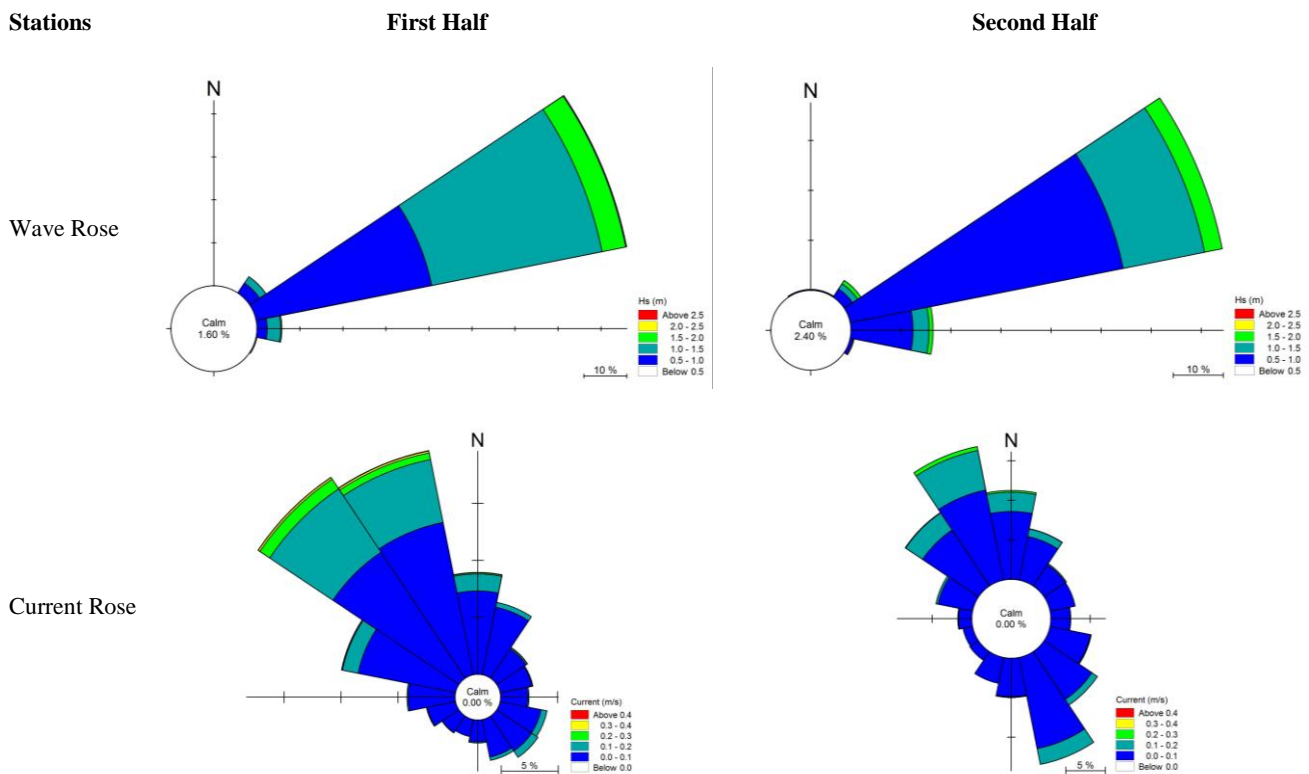 Stations First Half Second Half
Wave Rose
N
Calm
1.60 %
Hs (m)
Above 2.5
2.0 - 2.5
1.5 - 2.0
1.0 - 1.5
0.5 - 1.0
Below 0.5
10 %
N
Calm
2.40 %
Hs (m)
Above 2.5
2.0 - 2.5
1.5 - 2.0
1.0 - 1.5
0.5 - 1.0
Below 0.5
10 %
Current Rose
N
Calm
0.00 %
Current (m/s)
Above 0.4
0.3 - 0.4
0.2 - 0.3
0.1 - 0.2
0.0 - 0.1
Below 0.0
5 %
N
Calm
0.00 %
Current (m/s)
Above 0.4
0.3 - 0.4
0.2 - 0.3
0.1 - 0.2
0.0 - 0.1
Below 0.0
5 %